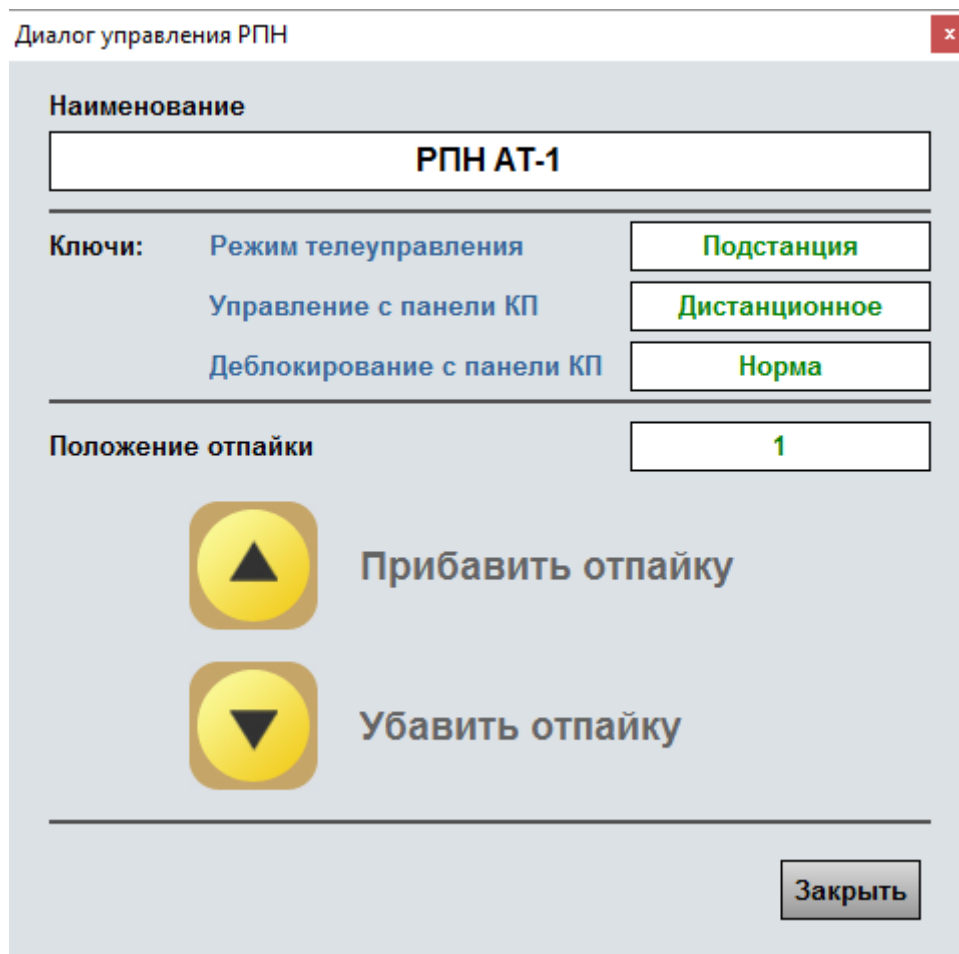 Диалог управления РПН
x
Наименование
РПН АТ-1
Ключи: Режим телеуправления Подстанция
Управление с панели КП Дистанционное
Деблокирование с панели КП Норма
Положение отпайки 1
Прибавить отпайку
Убавить отпайку
Закрыть